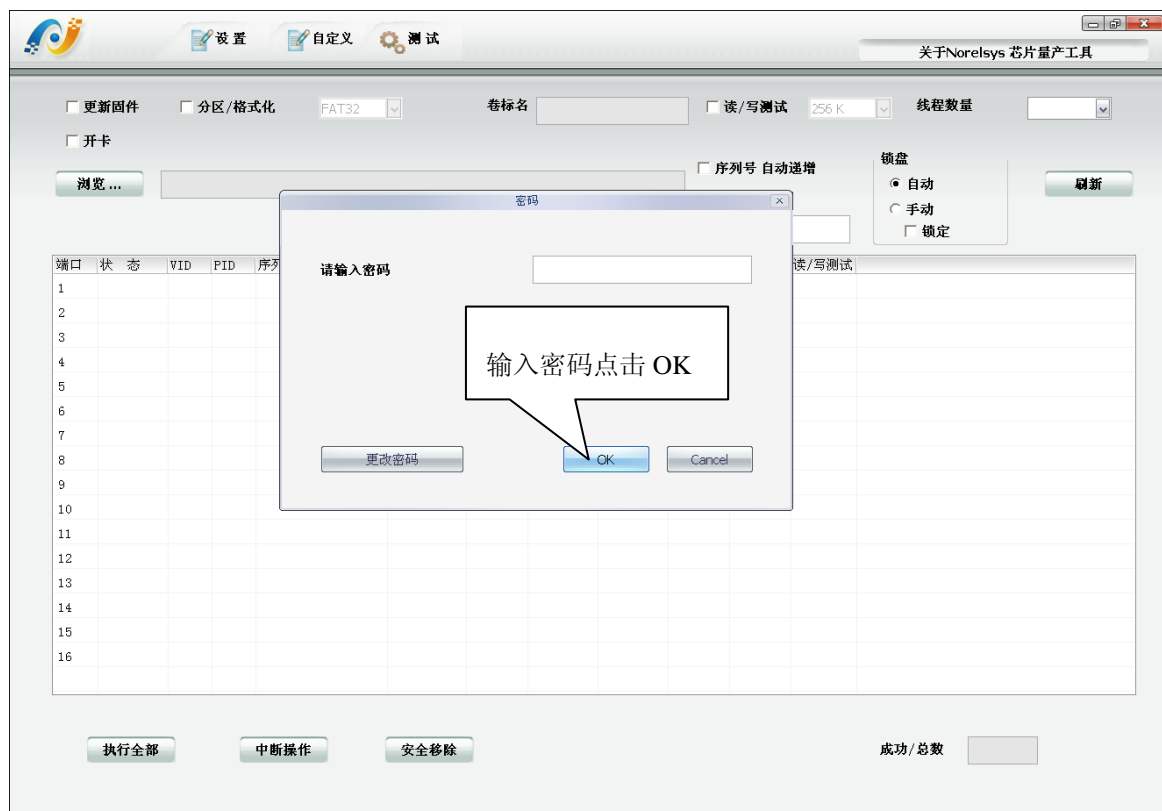 设 置 自定义 测 试
关于Norelsys 芯片量产工具
更新固件 分区/格式化 FAT32 卷标名 读/写测试 256 K 线程数量
开卡
序列号 自动递增 锁盘
浏览 ... 自动 刷新
密码
手动
锁定
端口 状 态 VID PID 序列 读/写测试
请输入密码
1
2
3
4
输入密码点击 OK
5
6
7
8
更改密码 OK Cancel
9
10
11
12
13
14
15
16
执行全部 中断操作 安全移除 成功/总数